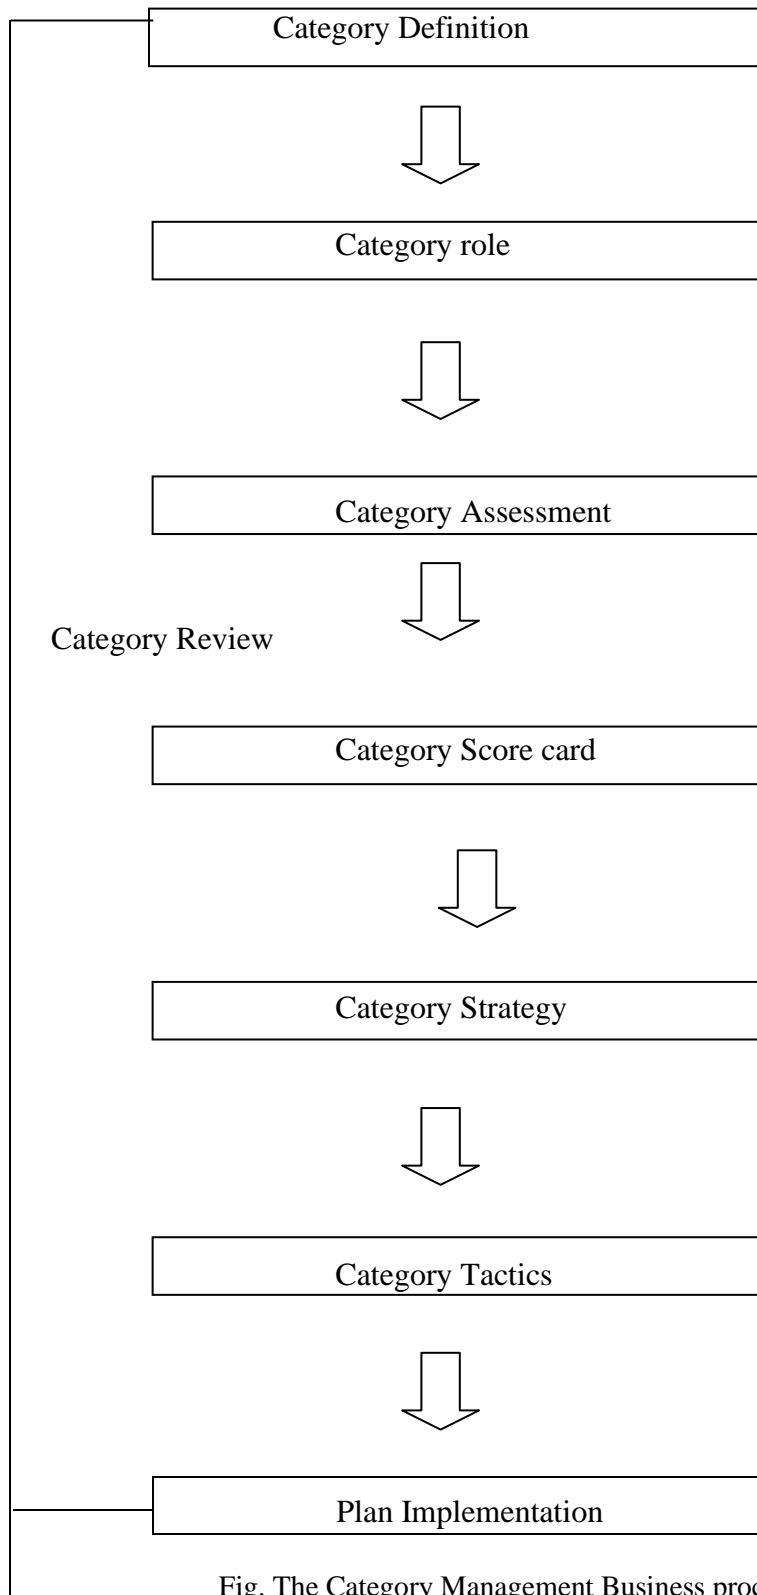 Category Definition
Category role
Category Assessment
Category Review
Category Score card
Category Strategy
Category Tactics
Plan Implementation
Fig. The Category Management Business